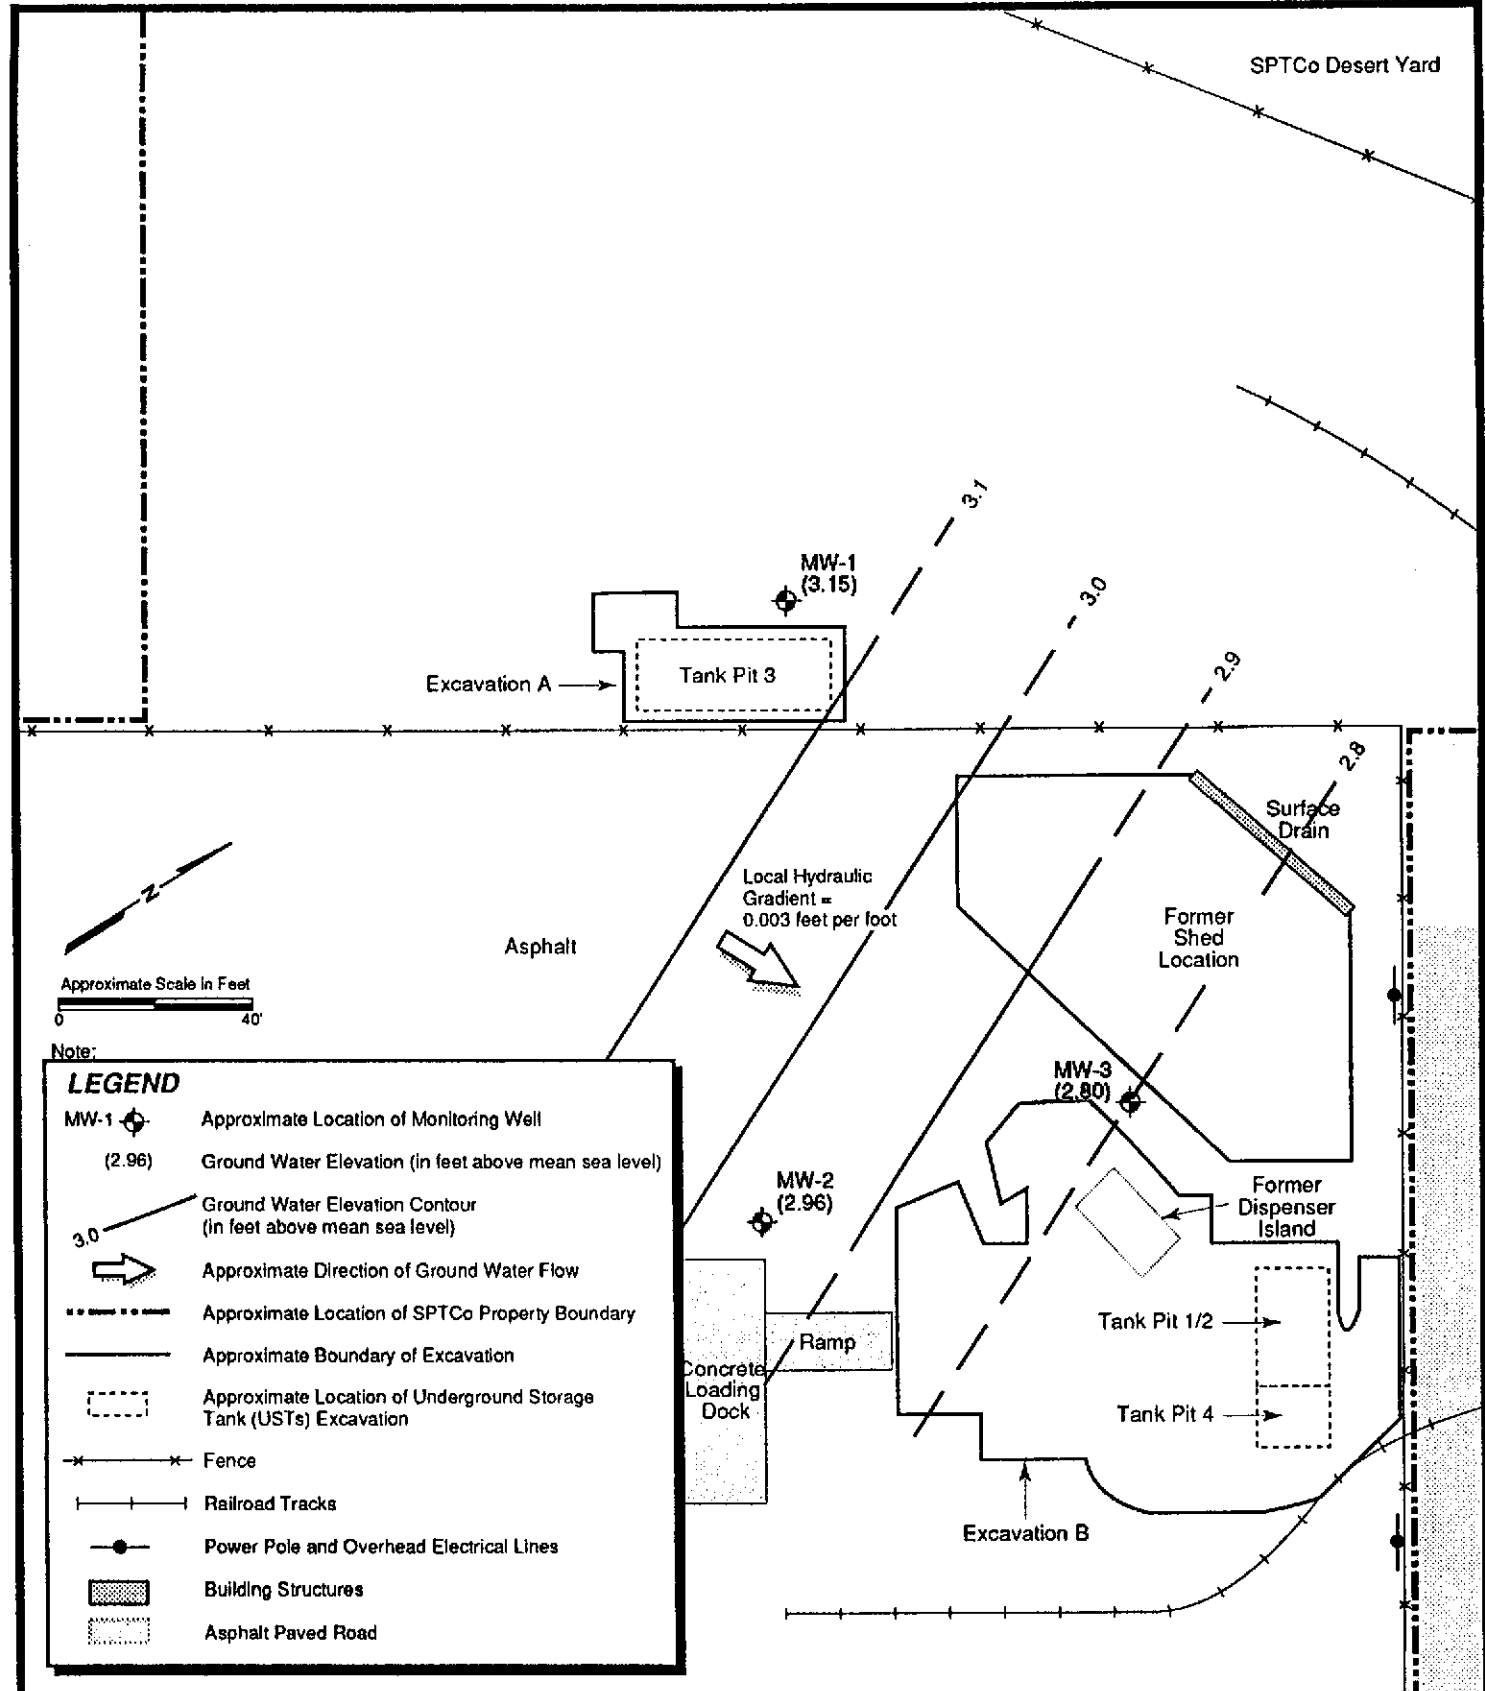 SPTCo Desert Yard
3.1
MW-1
(3.15)
3.0
Tank Pit 3
Excavation A
2.9
2.8
Surface
Drain
N
Local Hydraulic
Gradient =
0.003 feet per foot
Asphalt
Former
Shed
Location
Approximate Scale in Feet
0
40'
Note:
MW-3
(2.80)
MW-2
(2.96)
Former
Dispenser
Island
Tank Pit 1/2
Ramp
Concrete
Loading
Dock
Tank Pit 4
Excavation B
LEGEND
MW-1
Approximate Location of Monitoring Well
(2.96)
Ground Water Elevation (in feet above mean sea level)
3.0
Ground Water Elevation Contour
(in feet above mean sea level)
Approximate Direction of Ground Water Flow
Approximate Location of SPTCo Property Boundary
Approximate Boundary of Excavation
Approximate Location of Underground Storage
Tank (USTs) Excavation
Fence
Railroad Tracks
Power Pole and Overhead Electrical Lines
Building Structures
Asphalt Paved Road